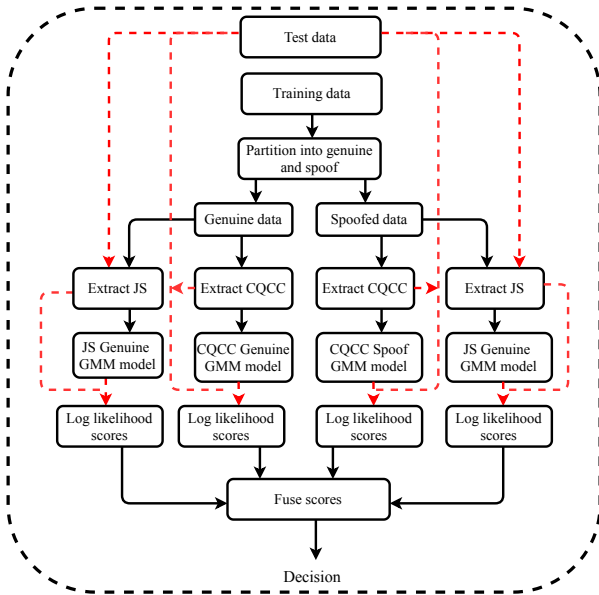 Test data
Training data
Partition into genuine
and spoof
Genuine data
Spoofed data
Extract JS
Extract CQCC
Extract CQCC
Extract JS
JS Genuine
GMM model
CQCC Genuine
GMM model
CQCC Spoof
GMM model
JS Genuine
GMM model
Log likelihood
scores
Log likelihood
scores
Log likelihood
scores
Log likelihood
scores
Fuse scores
Decision